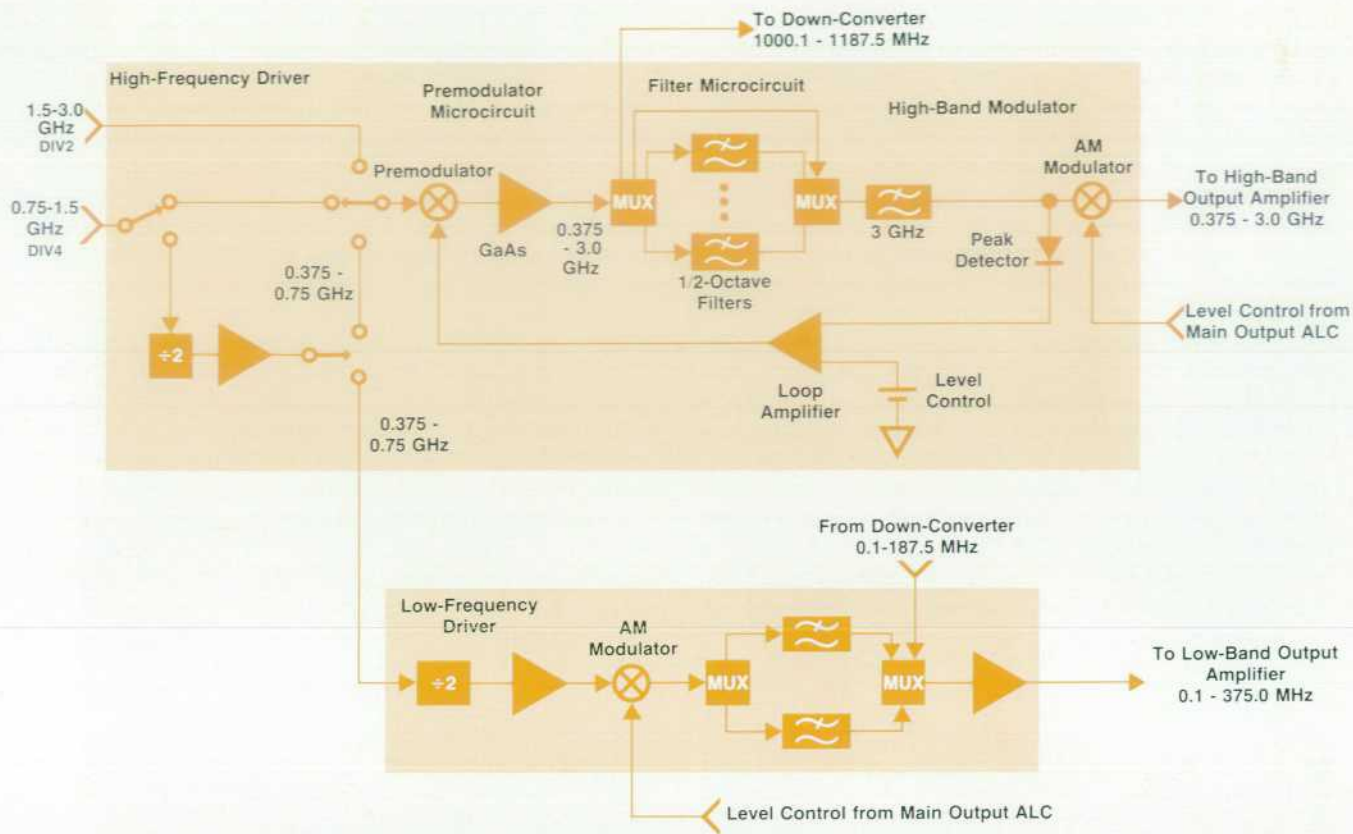 To Down-Converter
1000.1 - 1187.5 MHz
High-Frequency Driver
Premodulator
Microcircuit
Filter Microcircuit
High-Band Modulator
1.5-3.0
GHz
DIV2
AM
Modulator
Premodulator
MUX
MUX
To High-Band
Output Amplifier
0.375 - 3.0 GHz
0.75-1.5
GHz
DIV4
GaAs
0.375
- 3.0
GHz
3 GHz
Peak
Detector
0.375 -
0.75 GHz
1/2-Octave
Filters
Level Control from
Main Output ALC
÷2
Loop
Amplifier
Level
Control
0.375 -
0.75 GHz
From Down-Converter
0.1-187.5 MHz
Low-Frequency
Driver
AM
Modulator
÷2
MUX
MUX
To Low-Band Output
Amplifier
0.1 - 375.0 MHz
Level Control from Main Output ALC